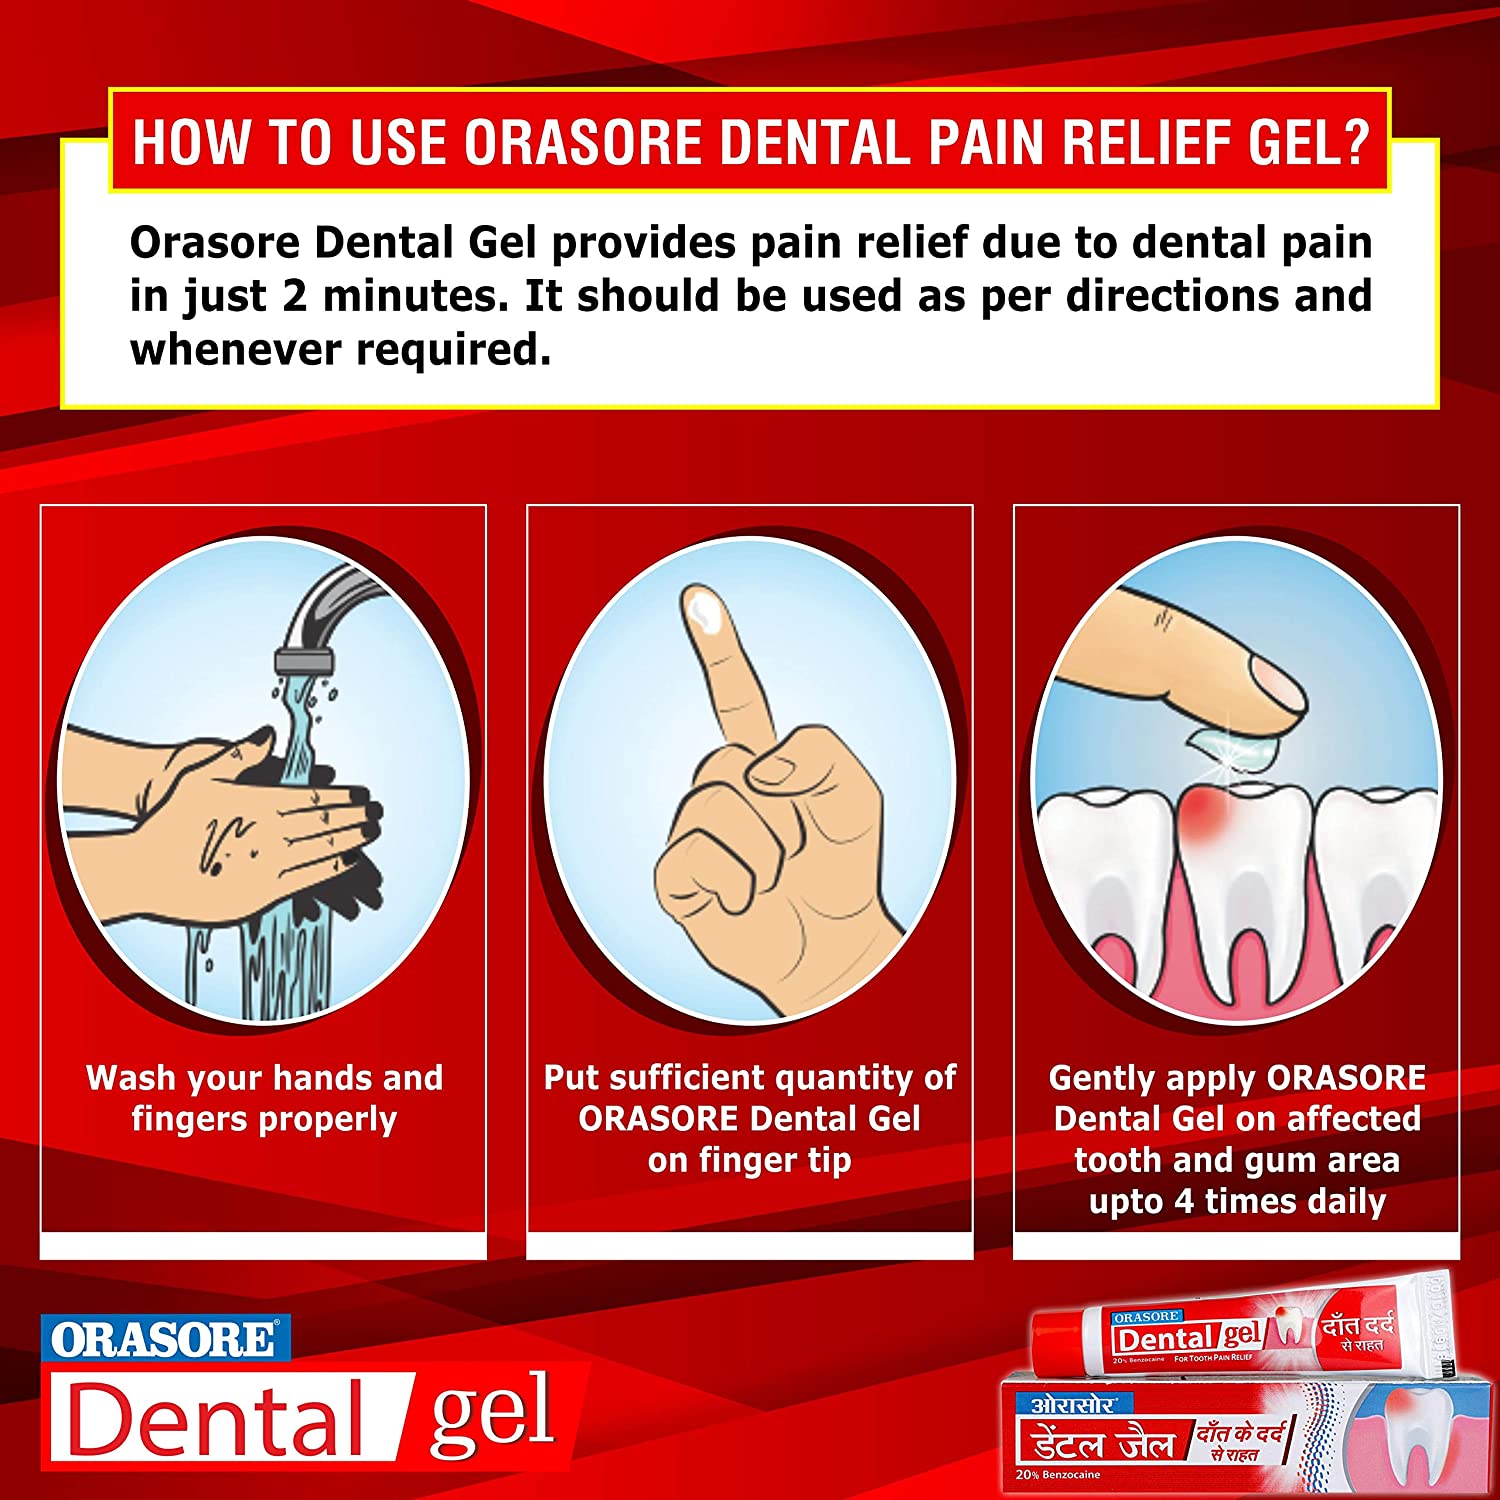 HOW TO USE ORASORE DENTAL PAIN RELIEF GEL?
Orasore Dental Gel provides pain relief due to dental pain
in just 2 minutes. It should be used as per directions and
whenever required.
Wash your hands and
fingers properly
Put sufficient quantity of
ORASORE Dental Gel
on finger tip
Gently apply ORASORE
Dental Gel on affected
tooth and gum area
upto 4 times daily
ORASORE®
Dental gel
ORASORE
Dental gel
20% Benzocaine FOR TOOTH PAIN RELIEF
दाँत दर्द
से राहत
ओरासोर
डेंटल जैल
दाँत के दर्द
से राहत
20% Benzocaine